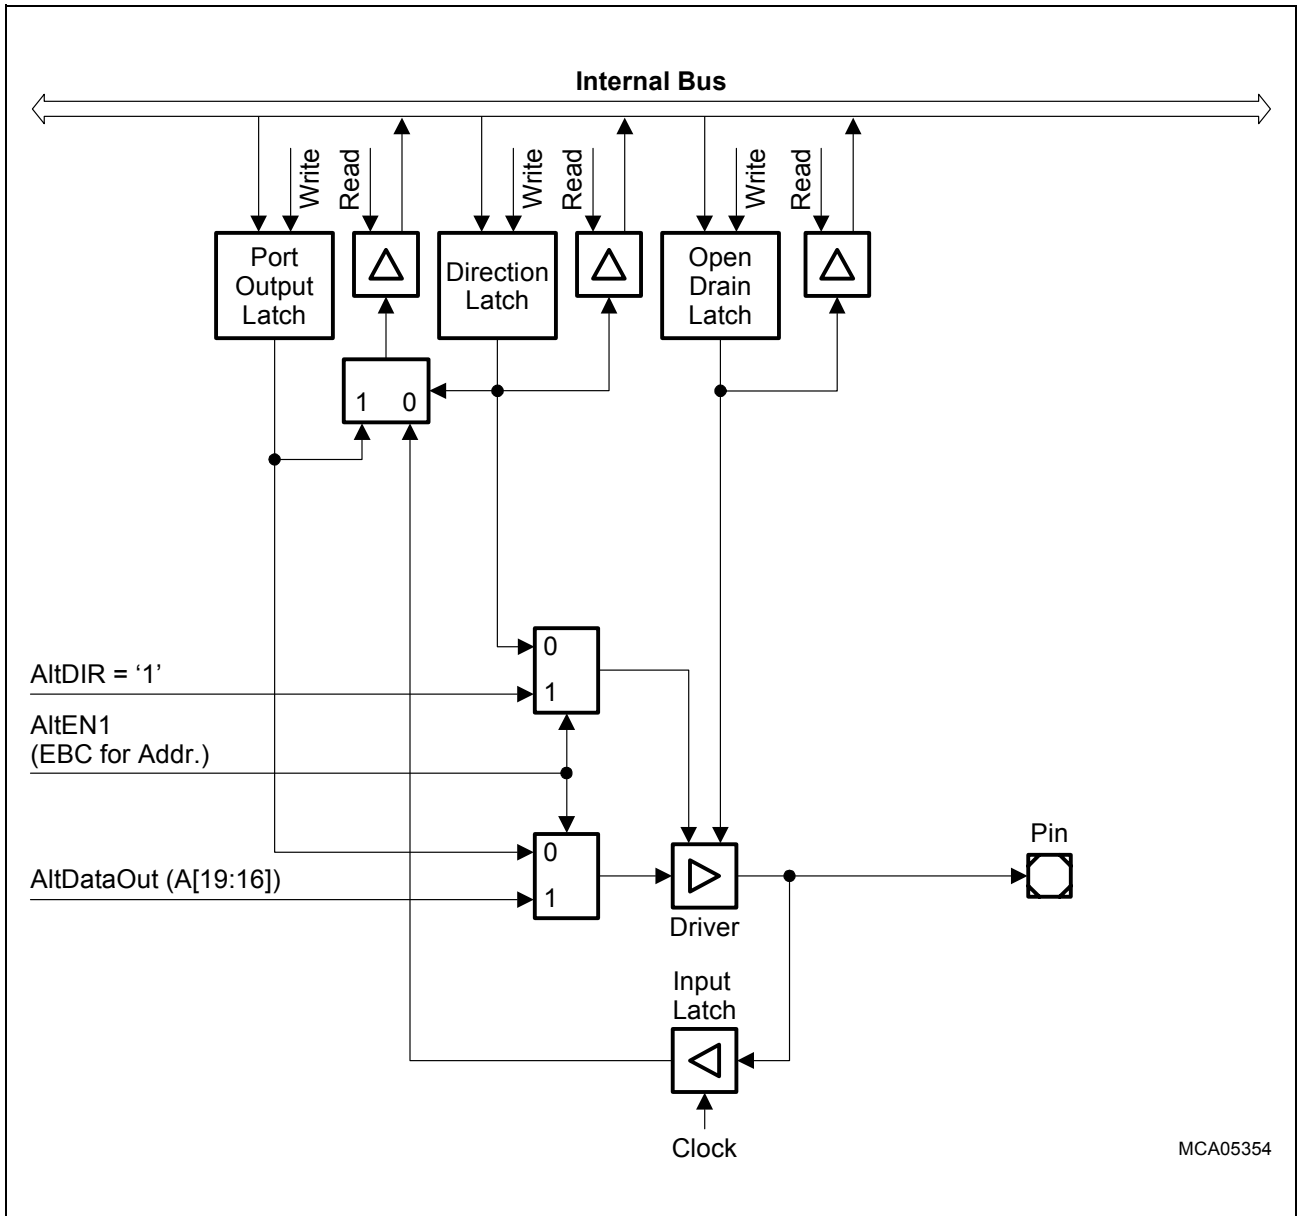 Internal Bus
Write
Read
Write
Read
Write
Read
Port
Output
Latch
Direction
Latch
Open
Drain
Latch
1 0
0
AltDIR = ‘1’
1
AltEN1
(EBC for Addr.)
0
AltDataOut (A[19:16])
1
Driver
Pin
Input
Latch
Clock
MCA05354